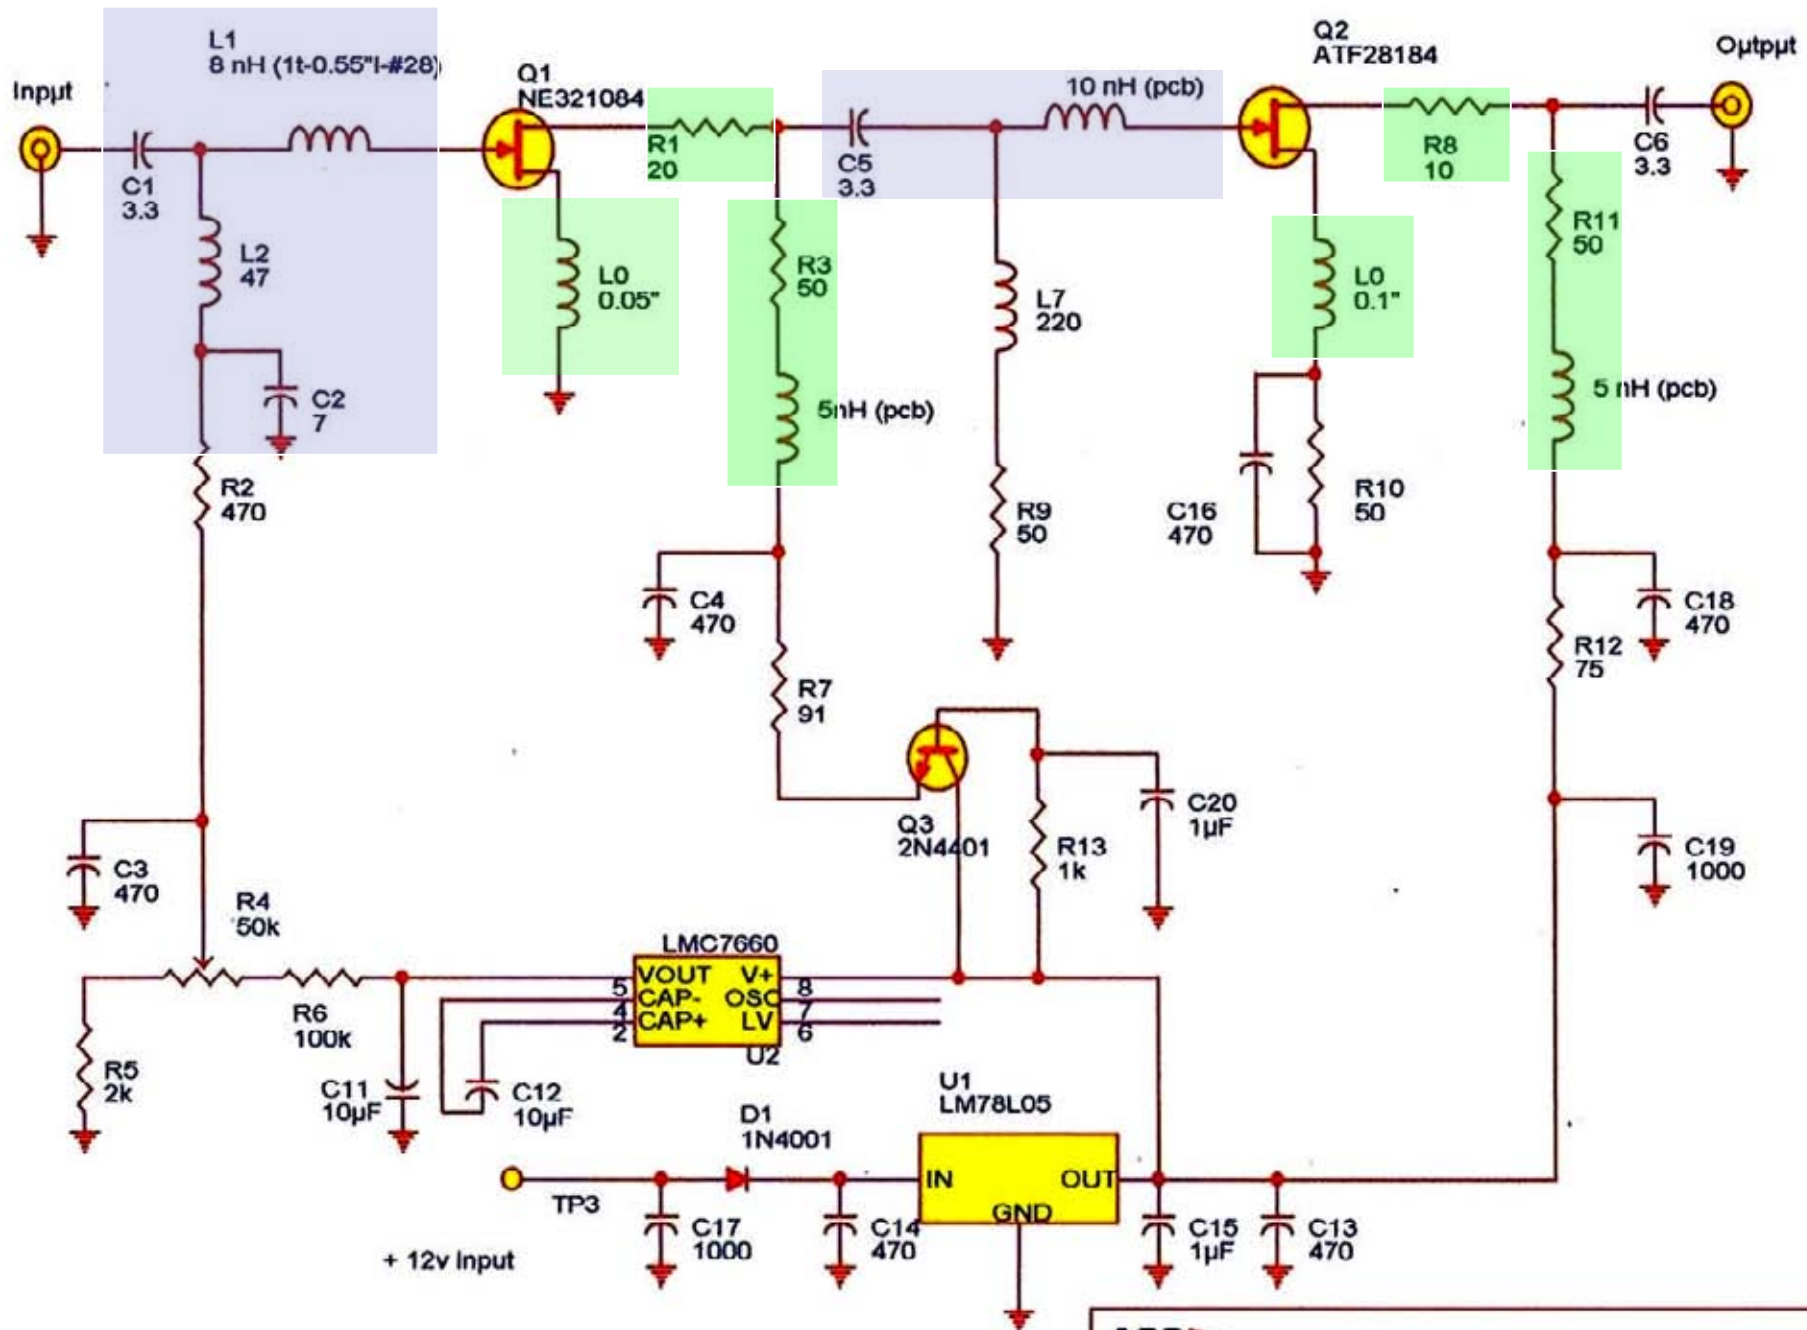 L1
8 nH (1t-0.55"l-#28)
Input
C1
3.3
L2
47
C2
7
R2
470
C3
470
R4
50k
R5
2k
R6
100k
C11
10µF
C12
10µF
Q1
NE321084
R1
20
L0
0.05"
R3
50
5nH (pcb)
C4
470
R7
91
C5
3.3
10 nH (pcb)
L7
220
R9
50
Q2
ATF28184
R8
10
L0
0.1"
C16
470
R10
50
Oµtpµt
C6
3.3
R11
50
5 nH (pcb)
C18
470
R12
75
C19
1000
Q3
2N4401
R13
1k
C20
1µF
LMC7660
VOUT V+
5 8
CAP- OSC
4 7
CAP+ LV
2 6
U2
U1
LM78L05
IN OUT
GND
D1
1N4001
TP3
+ 12v Input
C17
1000
C14
470
C15
1µF
C13
470